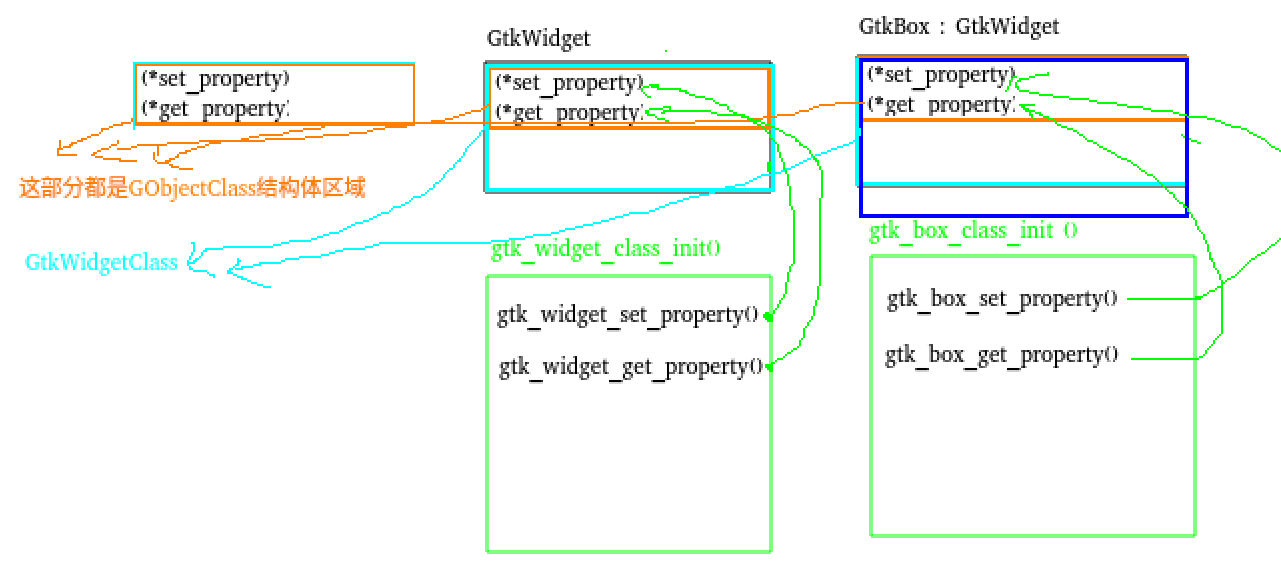 GtkWidget
GtkBox : GtkWidget
(*set_property)
(*get_property)
(*set_property)
(*get_property)
(*set_property)
(*get_property)
这部分都是GObjectClass结构体区域
GtkWidgetClass
gtk_widget_class_init()
gtk_box_class_init ()
gtk_widget_set_property()
gtk_widget_get_property()
gtk_box_set_property()
gtk_box_get_property()